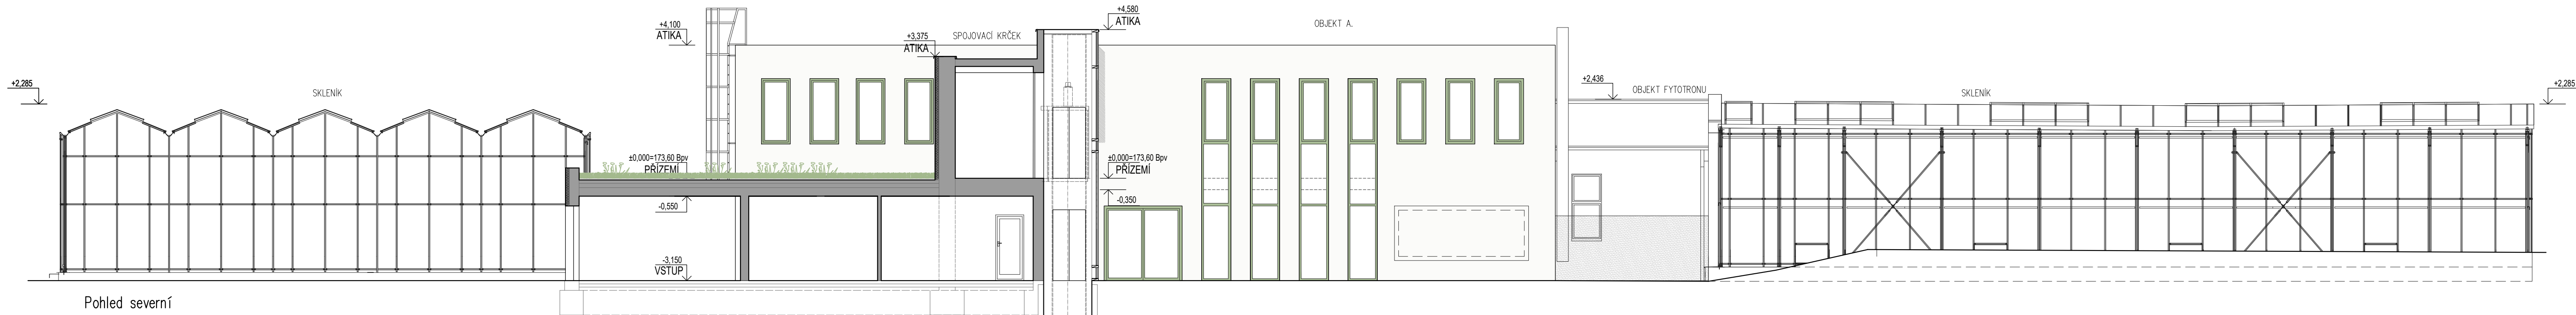 +2,285
SKLENÍK
+4,100
ATIKA
+3,375
ATIKA
SPOJOVACÍ KRČEK
+4,580
ATIKA
OBJEKT A.
+2,436
OBJEKT FYTOTRONU
SKLENÍK
+2,285
±0,000=173,60 Bpv
PŘÍZEMÍ
±0,000=173,60 Bpv
PŘÍZEMÍ
-0,550
-0,350
-3,150
VSTUP
Pohled severní